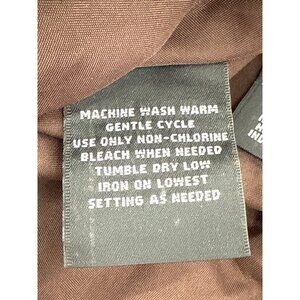 MACHINE WASH WARM
GENTLE CYCLE
USE ONLY NON-CHLORINE
BLEACH WHEN NEEDED
TUMBLE DRY LOW
IRON ON LOWEST
SETTING AS NEEDED